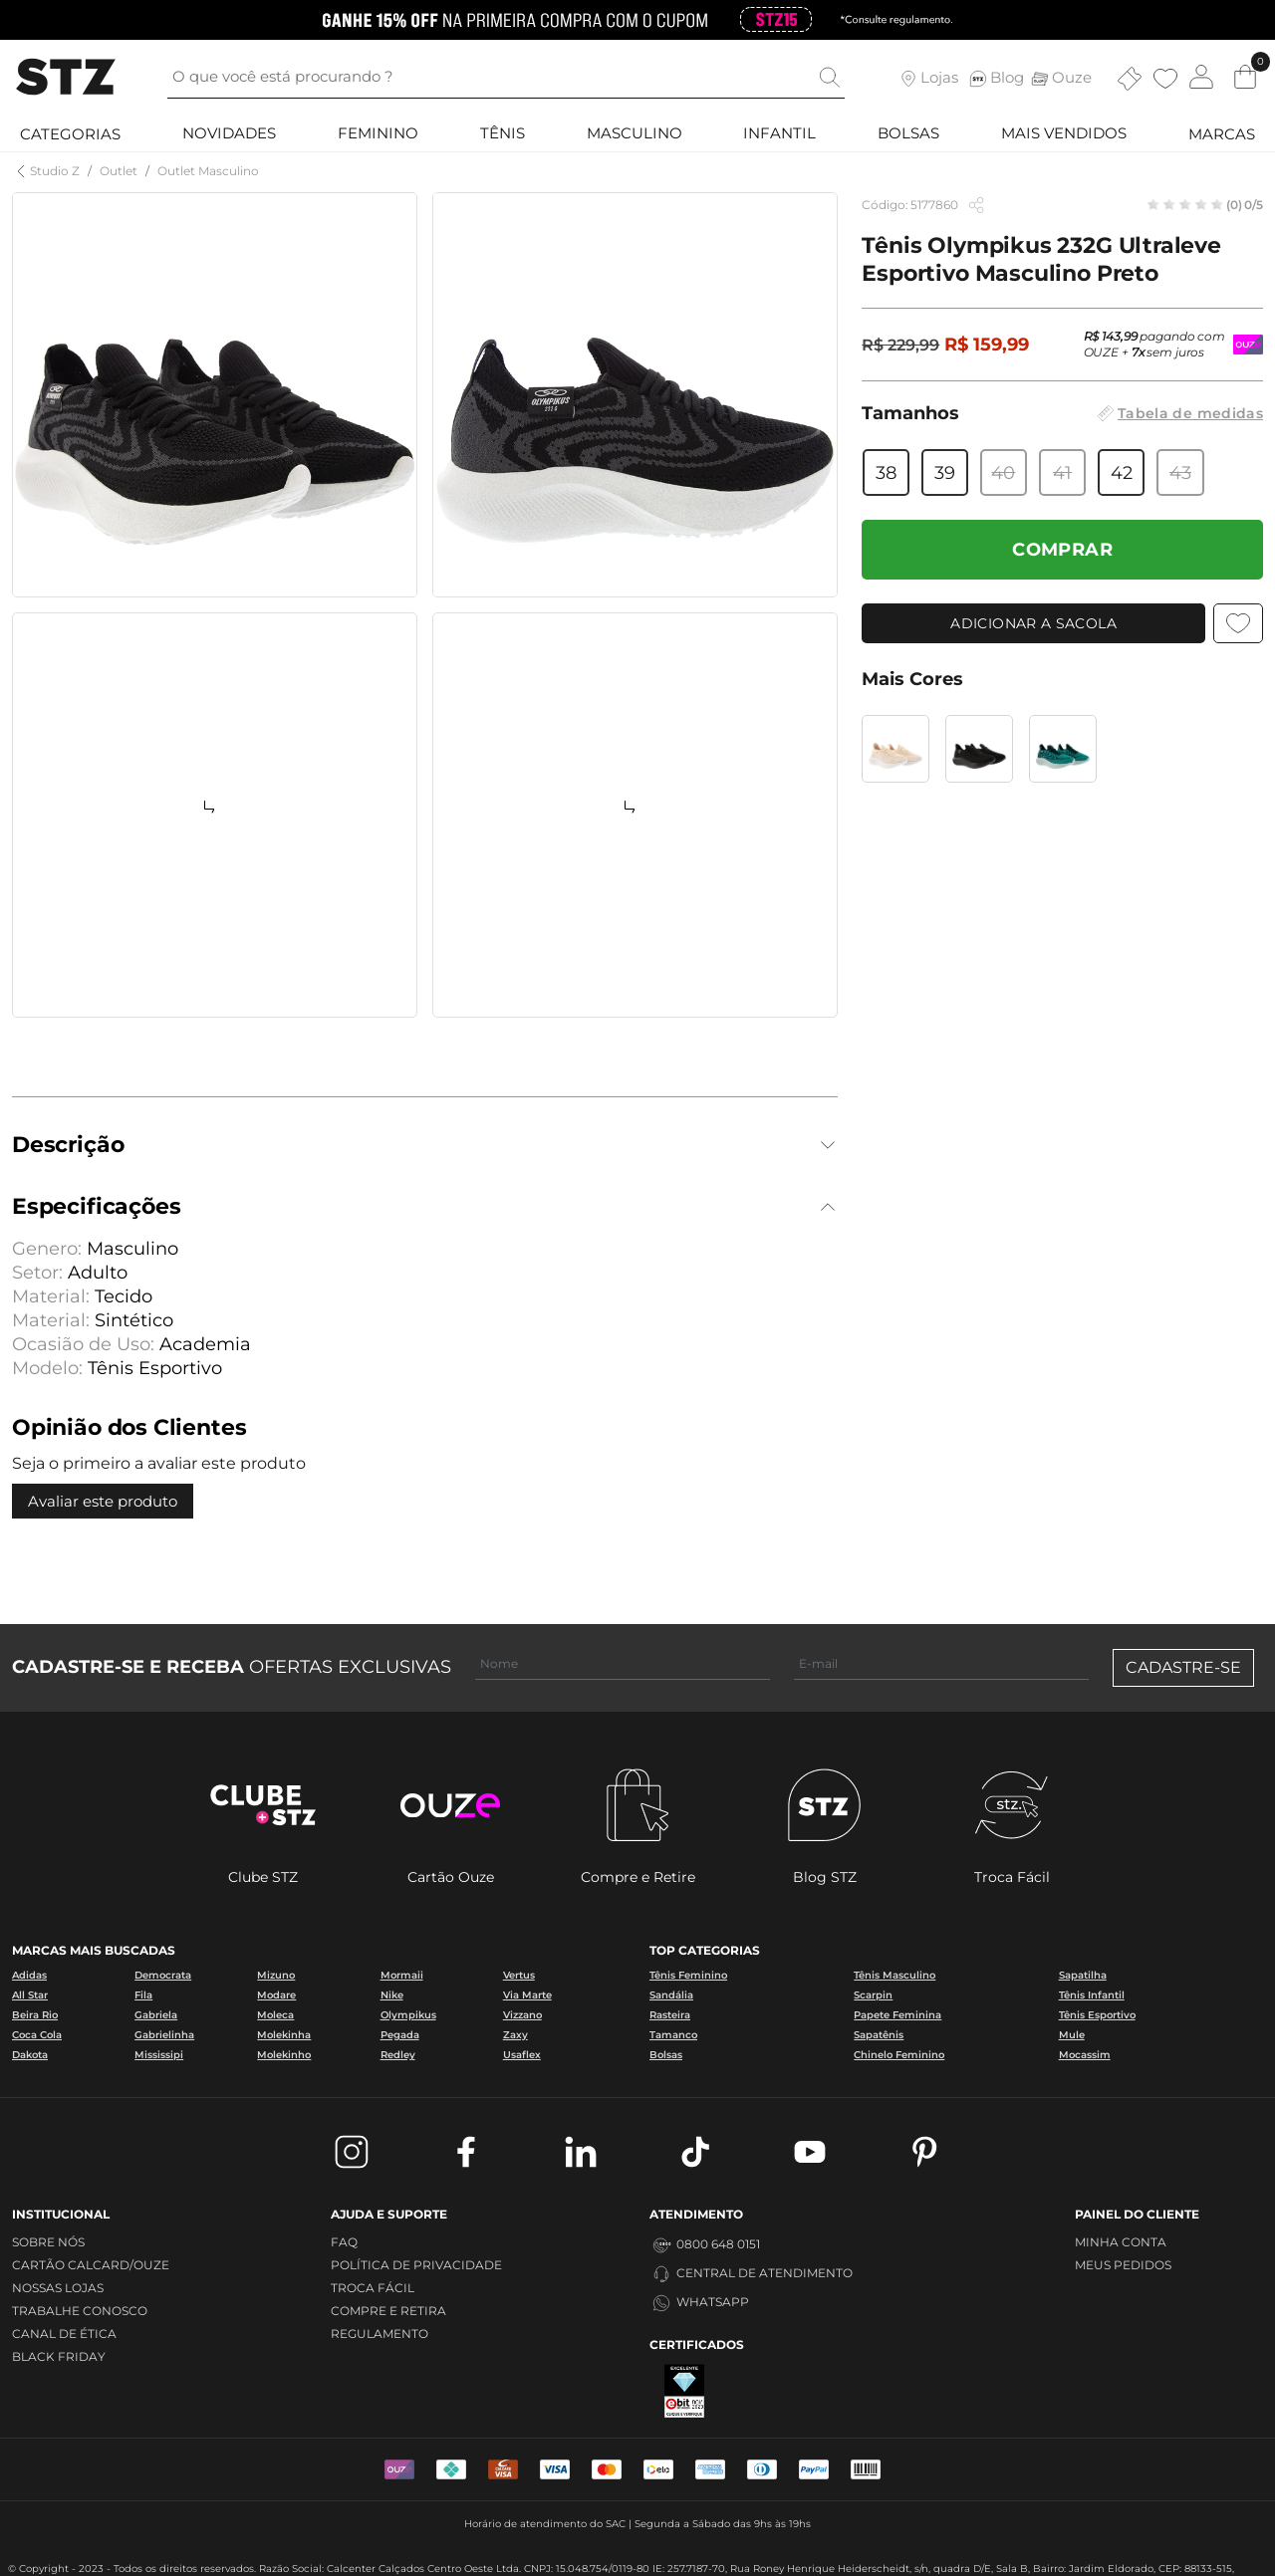 GANHE 15% OFF NA PRIMEIRA COMPRA COM O CUPOM STZ15 *Consulte regulamento.
STZ
O que você está procurando ?
Lojas
STZ
Blog
Ouze
0
CATEGORIAS NOVIDADES FEMININO TÊNIS MASCULINO INFANTIL BOLSAS MAIS VENDIDOS MARCAS
Studio Z / Outlet / Outlet Masculino
Código: 5177860
(0) 0/5
Tênis Olympikus 232G Ultraleve
Esportivo Masculino Preto
R$ 229,99 R$ 159,99
R$ 143,99 pagando com
OUZE + 7x sem juros
OUZE
Tamanhos
Tabela de medidas
38 39 40 41 42 43
COMPRAR
ADICIONAR A SACOLA
Mais Cores
OLYMPIKUS
232 G
Descrição
Especificações
Genero: Masculino
Setor: Adulto
Material: Tecido
Material: Sintético
Ocasião de Uso: Academia
Modelo: Tênis Esportivo
Opinião dos Clientes
Seja o primeiro a avaliar este produto
Avaliar este produto
CADASTRE-SE E RECEBA OFERTAS EXCLUSIVAS
Nome
E-mail
CADASTRE-SE
CLUBE
+STZ
ouze
STZ
stz.
Clube STZ
Cartão Ouze
Compre e Retire
Blog STZ
Troca Fácil
MARCAS MAIS BUSCADAS
Adidas Democrata Mizuno Mormaii Vertus
All Star Fila Modare Nike Via Marte
Beira Rio Gabriela Moleca Olympikus Vizzano
Coca Cola Gabrielinha Molekinha Pegada Zaxy
Dakota Mississipi Molekinho Redley Usaflex
TOP CATEGORIAS
Tênis Feminino Tênis Masculino Sapatilha
Sandália Scarpin Tênis Infantil
Rasteira Papete Feminina Tênis Esportivo
Tamanco Sapatênis Mule
Bolsas Chinelo Feminino Mocassim
INSTITUCIONAL
SOBRE NÓS
CARTÃO CALCARD/OUZE
NOSSAS LOJAS
TRABALHE CONOSCO
CANAL DE ÉTICA
BLACK FRIDAY
AJUDA E SUPORTE
FAQ
POLÍTICA DE PRIVACIDADE
TROCA FÁCIL
COMPRE E RETIRA
REGULAMENTO
ATENDIMENTO
0800 648 0151
CENTRAL DE ATENDIMENTO
WHATSAPP
CERTIFICADOS
EXCELENTE
ebit
PAINEL DO CLIENTE
MINHA CONTA
MEUS PEDIDOS
VISA
VISA
elo
PayPal
Horário de atendimento do SAC | Segunda a Sábado das 9hs às 19hs
© Copyright - 2023 - Todos os direitos reservados. Razão Social: Calcenter Calçados Centro Oeste Ltda. CNPJ: 15.048.754/0119-80 IE: 257.7187-70, Rua Roney Henrique Heiderscheidt, s/n, quadra D/E, Sala B, Bairro: Jardim Eldorado, CEP: 88133-515,